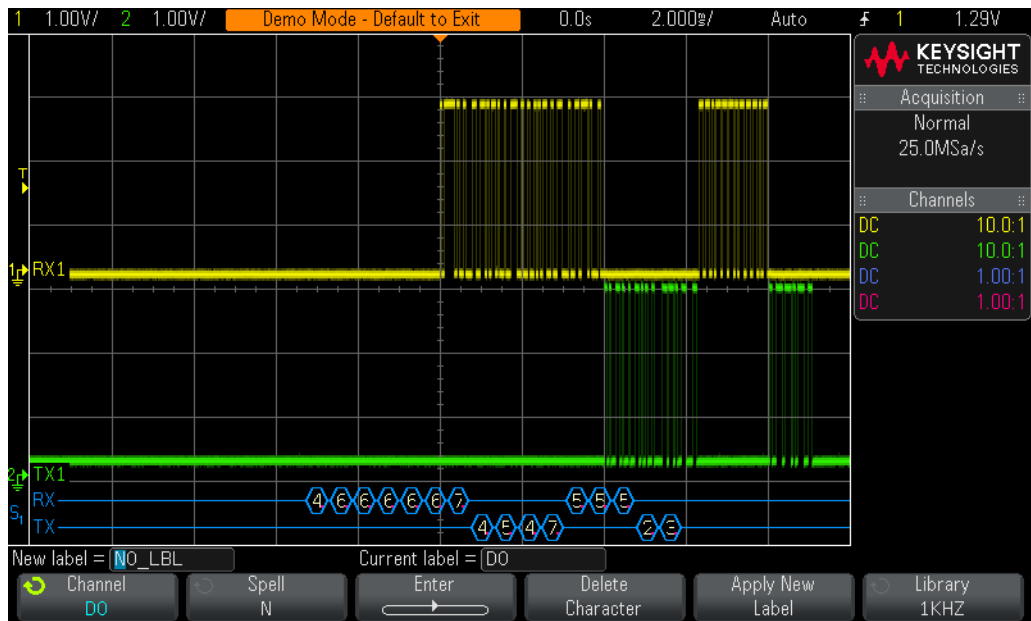 1 1.00V/ 2 1.00V/ Demo Mode - Default to Exit 0.0s 2.000s/ Auto 1 1.29V
KEYSIGHT
TECHNOLOGIES
Acquisition
Normal
25.0MSa/s
Channels
DC 10.0:1
DC 10.0:1
DC 1.00:1
DC 1.00:1
T
1 RX1
2 TX1
S1
RX 4 6 6 6 6 6 7 5 5 5
TX 4 5 4 7 2 3
New label = NO_LBL Current label = D0
Channel Spell Enter Delete Apply New Library
D0 N Character Label 1KHZ